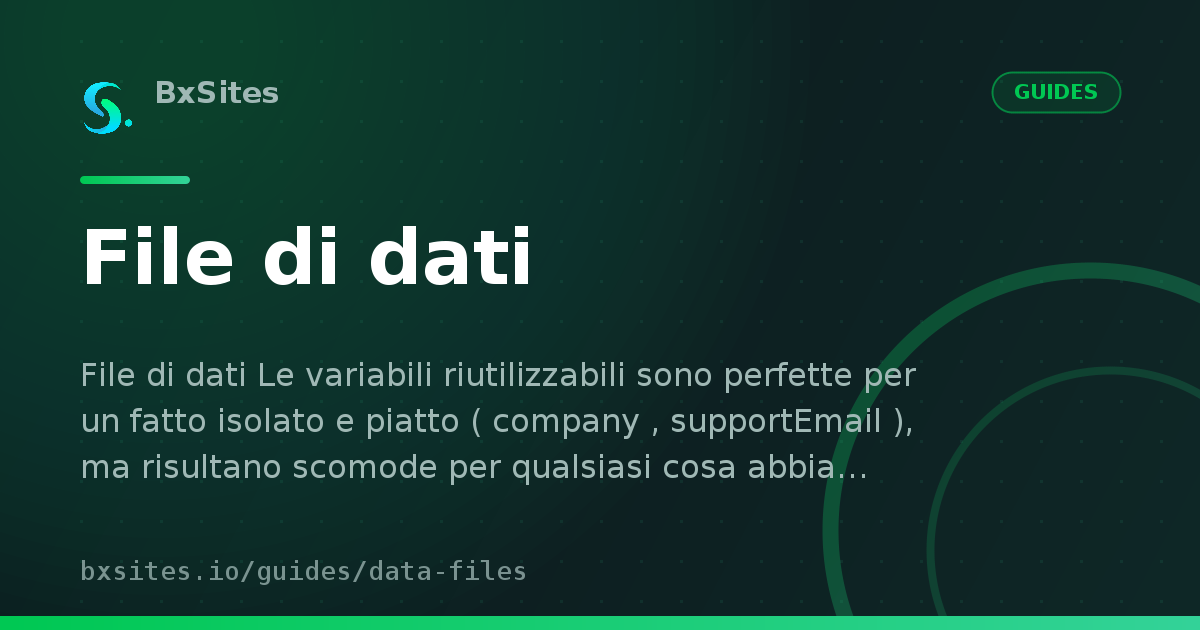 BxSites
GUIDES
File di dati
File di dati Le variabili riutilizzabili sono perfette per
un fatto isolato e piatto ( company , supportEmail ),
ma risultano scomode per qualsiasi cosa abbia…
bxsites.io/guides/data-files